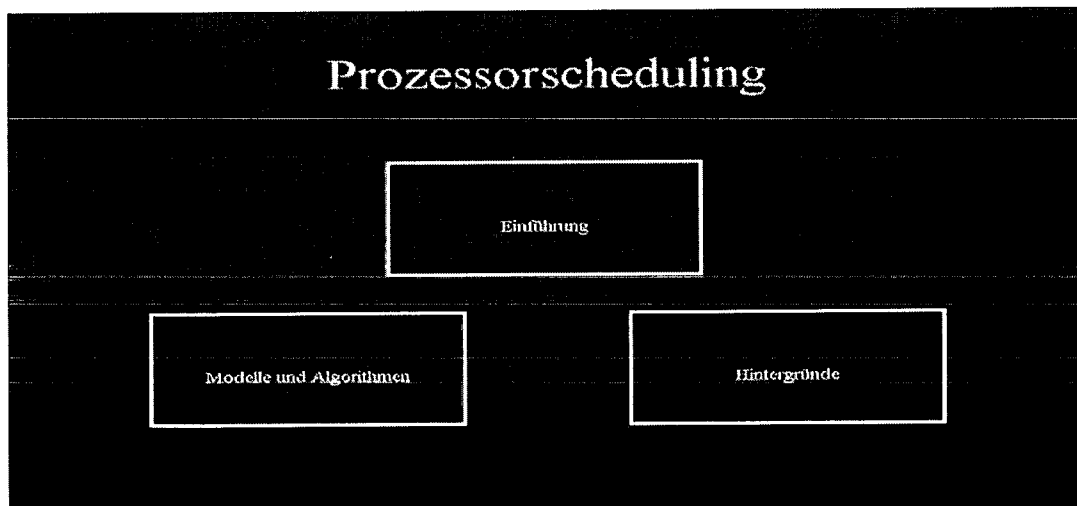 Prozessorscheduling
Einführung
Modelle und Algorithmen
Hintergründe